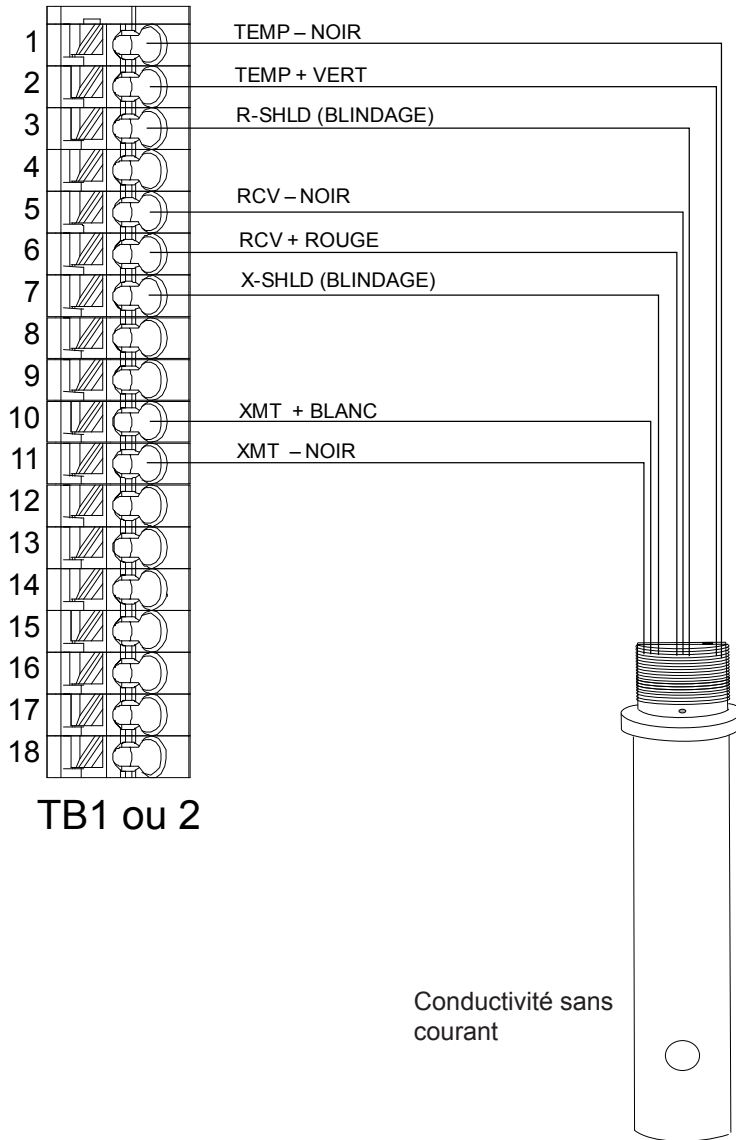 1 TEMP – NOIR
2 TEMP + VERT
3 R-SHLD (BLINDAGE)
4
5 RCV – NOIR
6 RCV + ROUGE
7 X-SHLD (BLINDAGE)
8
9
10 XMT + BLANC
11 XMT – NOIR
12
13
14
15
16
17
18
TB1 ou 2
Conductivité sans
courant